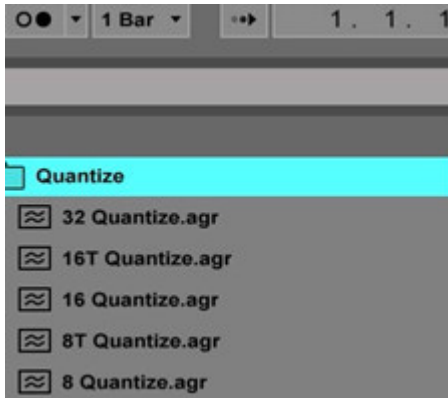 1 Bar 1. 1. 1
Quantize
32 Quantize.agr
16T Quantize.agr
16 Quantize.agr
8T Quantize.agr
8 Quantize.agr